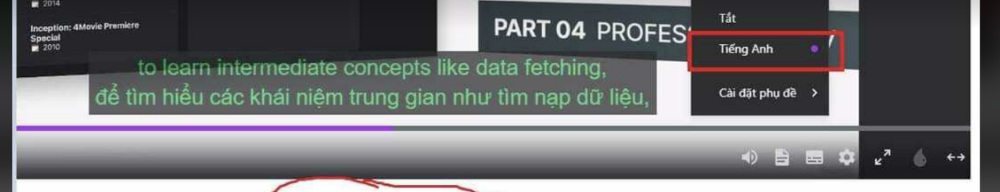 2014
Inception: 4Movie Premiere
Special
2010
PART 04 PROFES
to learn intermediate concepts like data fetching,
để tìm hiểu các khái niệm trung gian như tìm nạp dữ liệu,
Tắt
Tiếng Anh
Cài đặt phụ đề